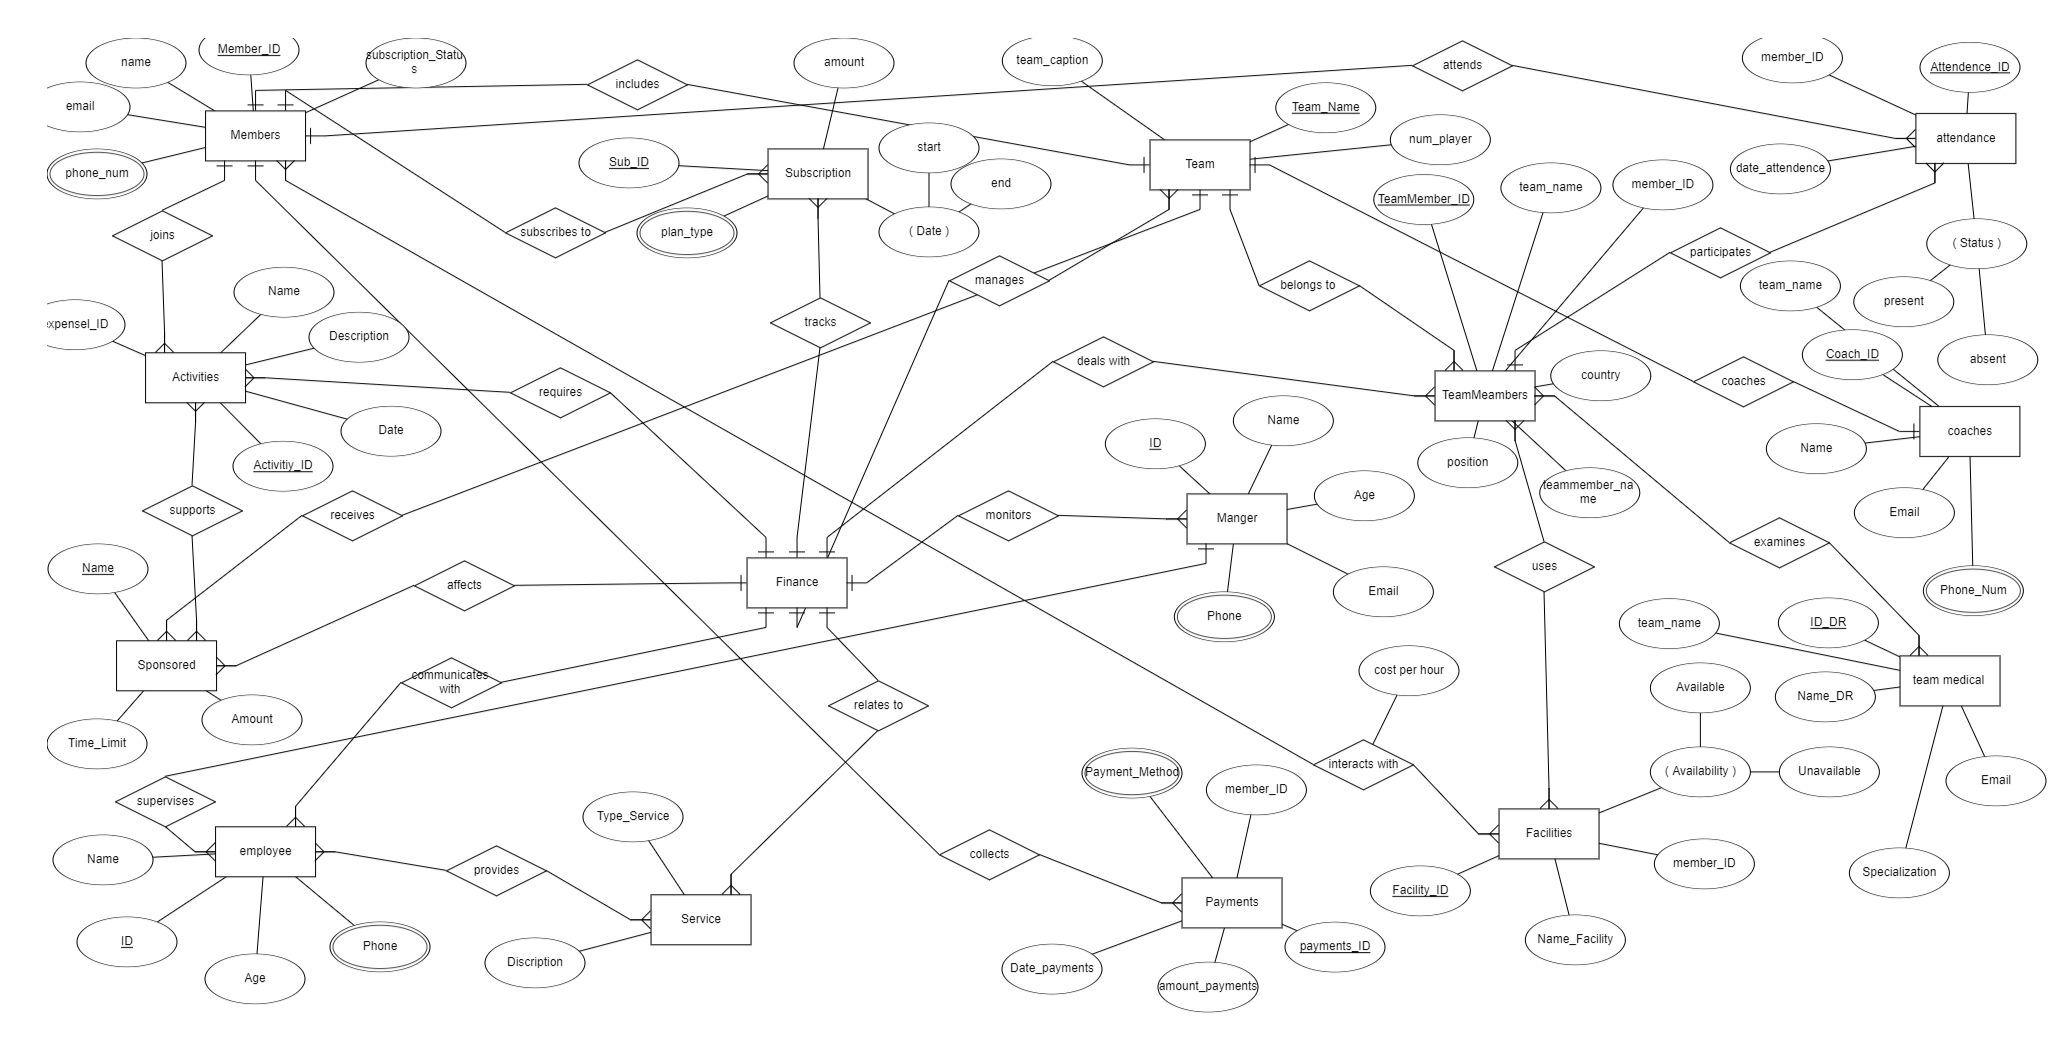 Member_ID
subscription_Statu
s
name
email
phone_num
Members
includes
amount
team_caption
attends
member_ID
Attendence_ID
Team_Name
num_player
attendance
date_attendence
Sub_ID
Subscription
start
end
( Date )
plan_type
subscribes to
Team
TeamMember_ID
team_name
member_ID
joins
manages
belongs to
participates
( Status )
present
absent
team_name
Coach_ID
Name
Description
Activities
Date
Activitiy_ID
tracks
requires
deals with
TeamMeambers
country
position
teammember_na
me
coaches
coaches
Name
Email
Phone_Num
supports
receives
ID
Name
Age
Manger
monitors
Email
Phone
uses
examines
Name
affects
Finance
Sponsored
Time_Limit
Amount
communicates
with
relates to
cost per hour
team_name
ID_DR
team medical
Name_DR
Available
( Availability )
Unavailable
Email
Specialization
supervises
employee
Name
ID
Age
Phone
provides
Type_Service
Service
Discription
collects
Payment_Method
member_ID
Payments
Date_payments
amount_payments
payments_ID
interacts with
Facilities
Facility_ID
member_ID
Name_Facility